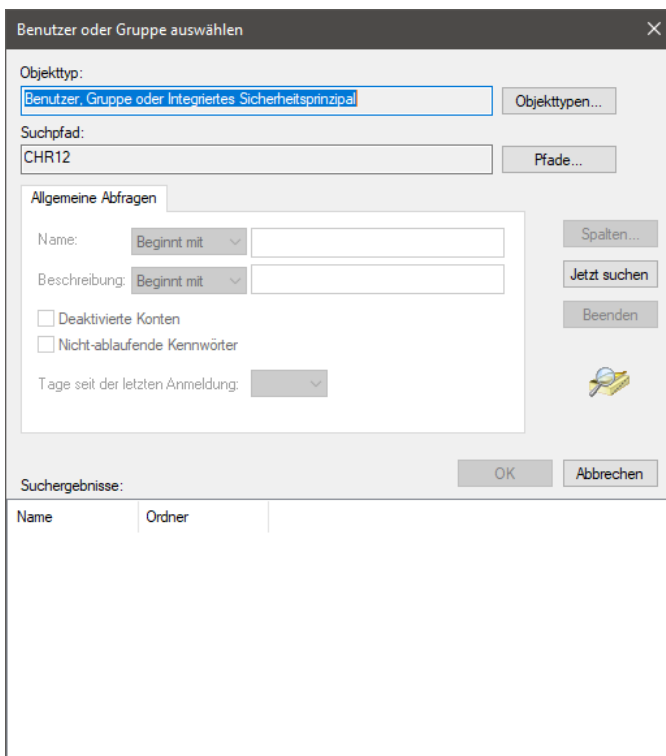 Benutzer oder Gruppe auswählen
Objekttyp:
Benutzer, Gruppe oder Integriertes Sicherheitsprinzipal
Objekttypen...
Suchpfad:
CHR12
Pfade...
Allgemeine Abfragen
Name:
Beginnt mit
Spalten...
Beschreibung:
Beginnt mit
Jetzt suchen
Deaktivierte Konten
Beenden
Nicht-ablaufende Kennwörter
Tage seit der letzten Anmeldung:
OK
Abbrechen
Suchergebnisse:
Name
Ordner